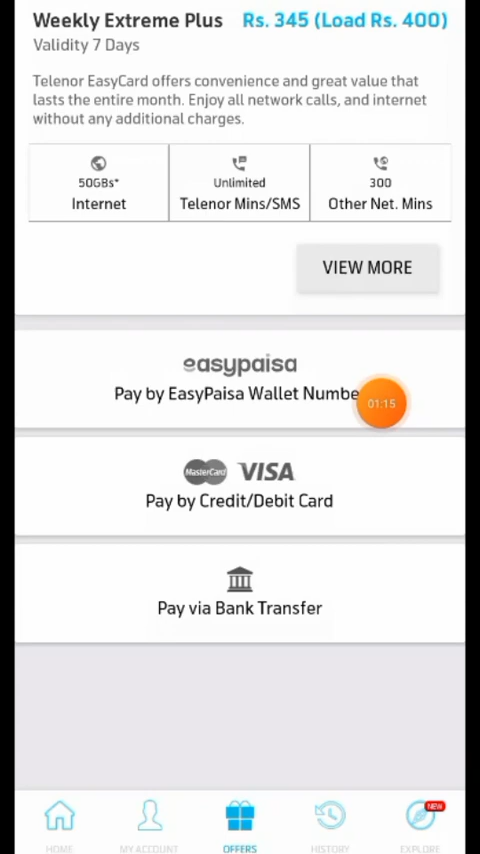 Weekly Extreme Plus Rs. 345 (Load Rs. 400)
Validity 7 Days
Telenor EasyCard offers convenience and great value that
lasts the entire month. Enjoy all network calls, and internet
without any additional charges.
50GBs* Unlimited 300
Internet Telenor Mins/SMS Other Net. Mins
VIEW MORE
easypaisa
Pay by EasyPaisa Wallet Numbe
01:15
MasterCard VISA
Pay by Credit/Debit Card
Pay via Bank Transfer
NEW
HOME MY ACCOUNT OFFERS HISTORY EXPLORE